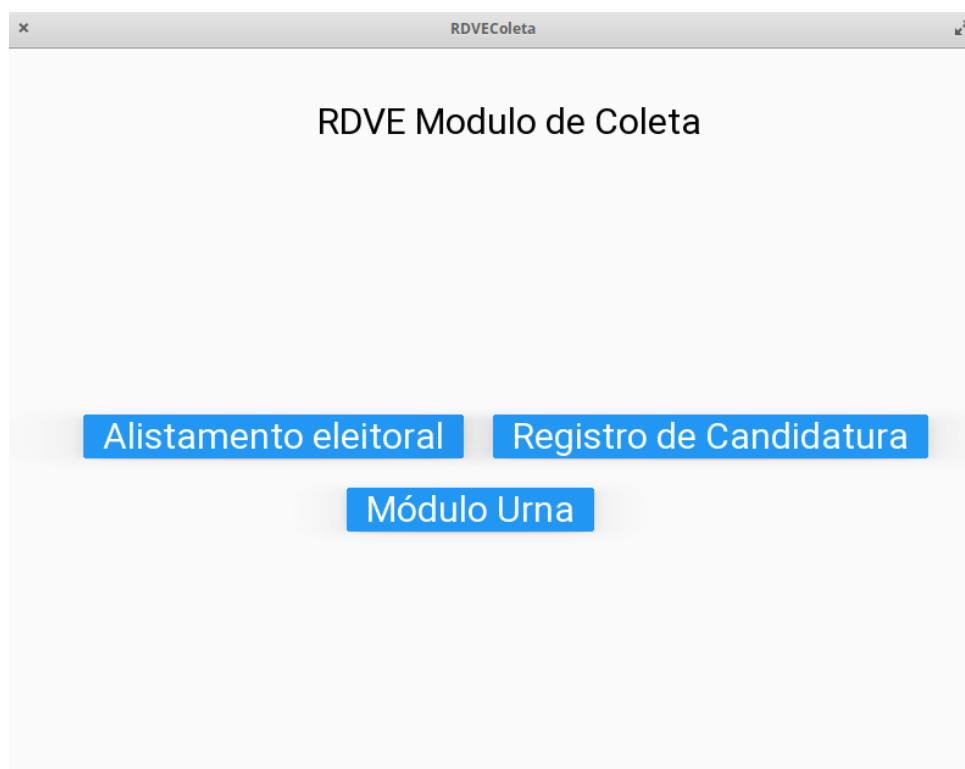 RDVEColeta
RDVE Modulo de Coleta
Alistamento eleitoral
Registro de Candidatura
Módulo Urna